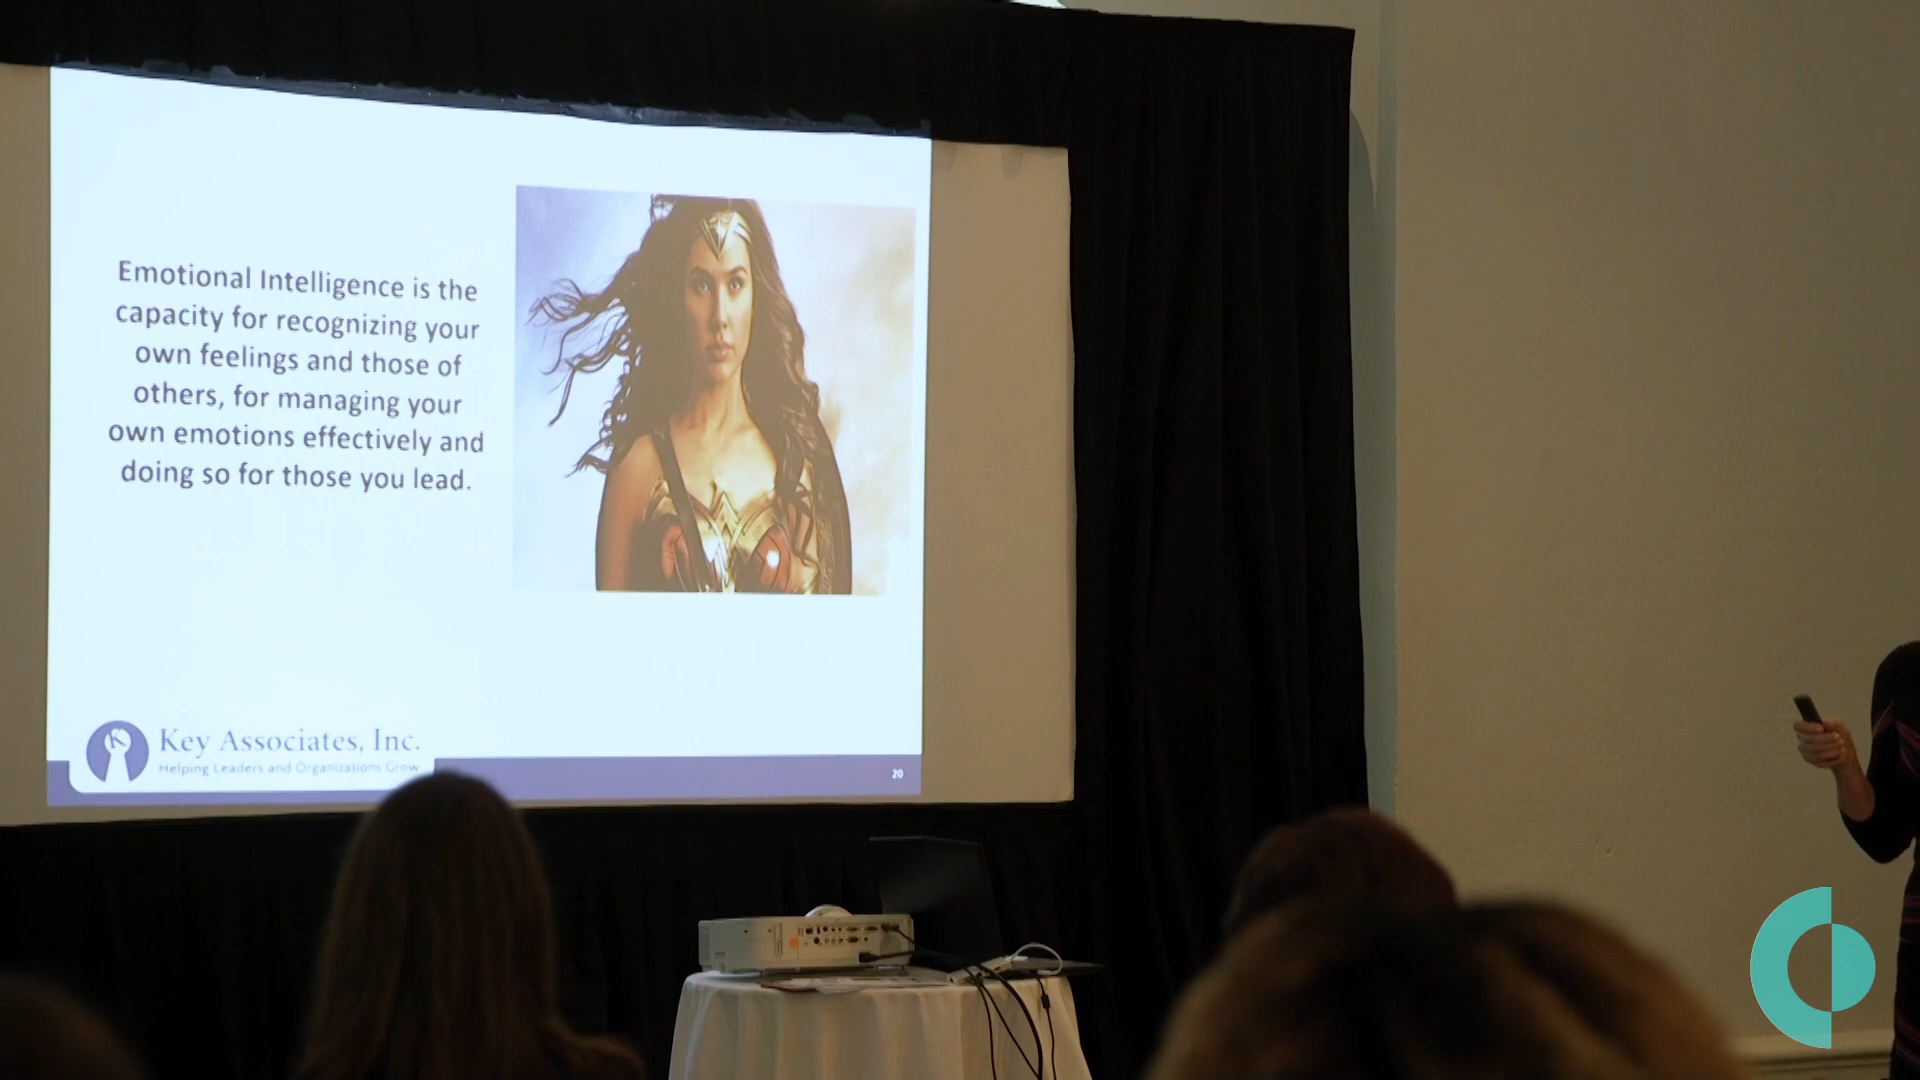 Emotional Intelligence is the
capacity for recognizing your
own feelings and those of
others, for managing your
own emotions effectively and
doing so for those you lead.
Key Associates, Inc.
Helping Leaders and Organizations Grow
20